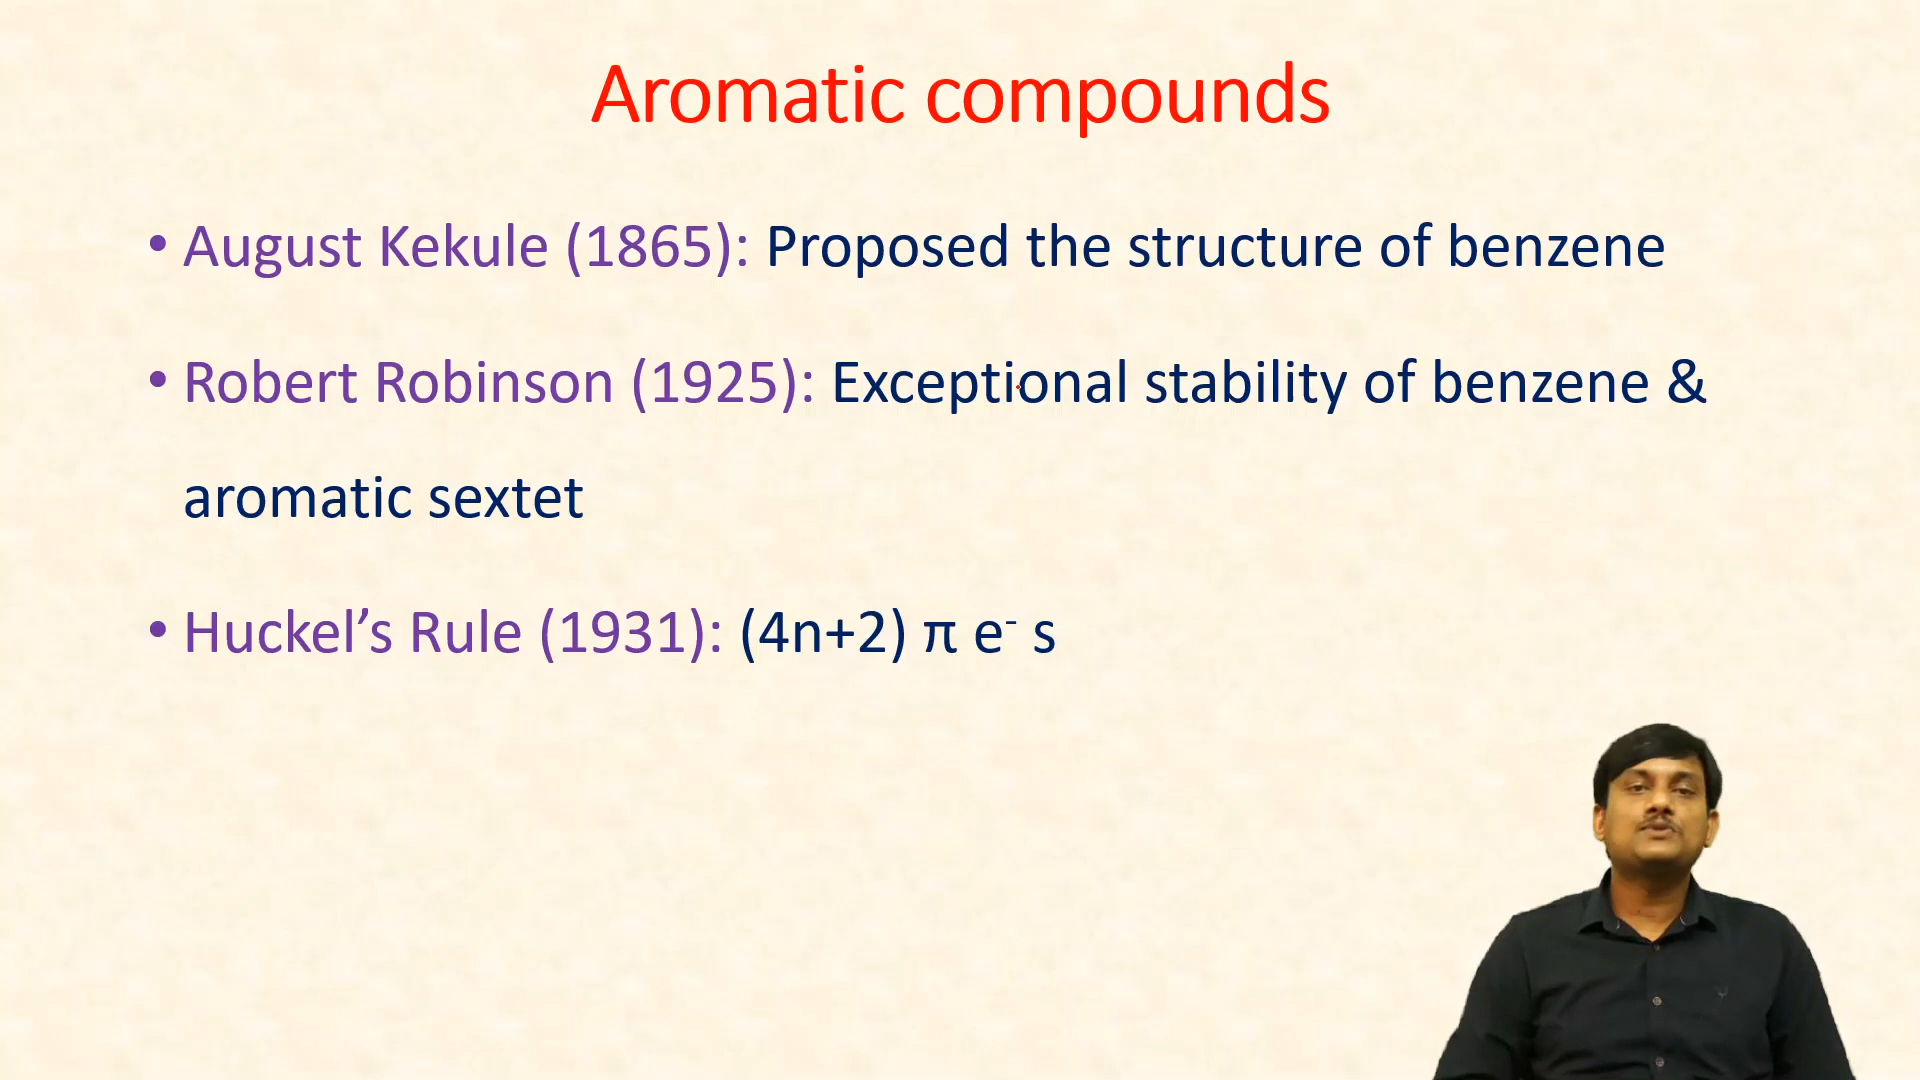 Aromatic compounds
• August Kekule (1865): Proposed the structure of benzene
• Robert Robinson (1925): Exceptional stability of benzene &
aromatic sextet
• Huckel’s Rule (1931): (4n+2) π e⁻ s